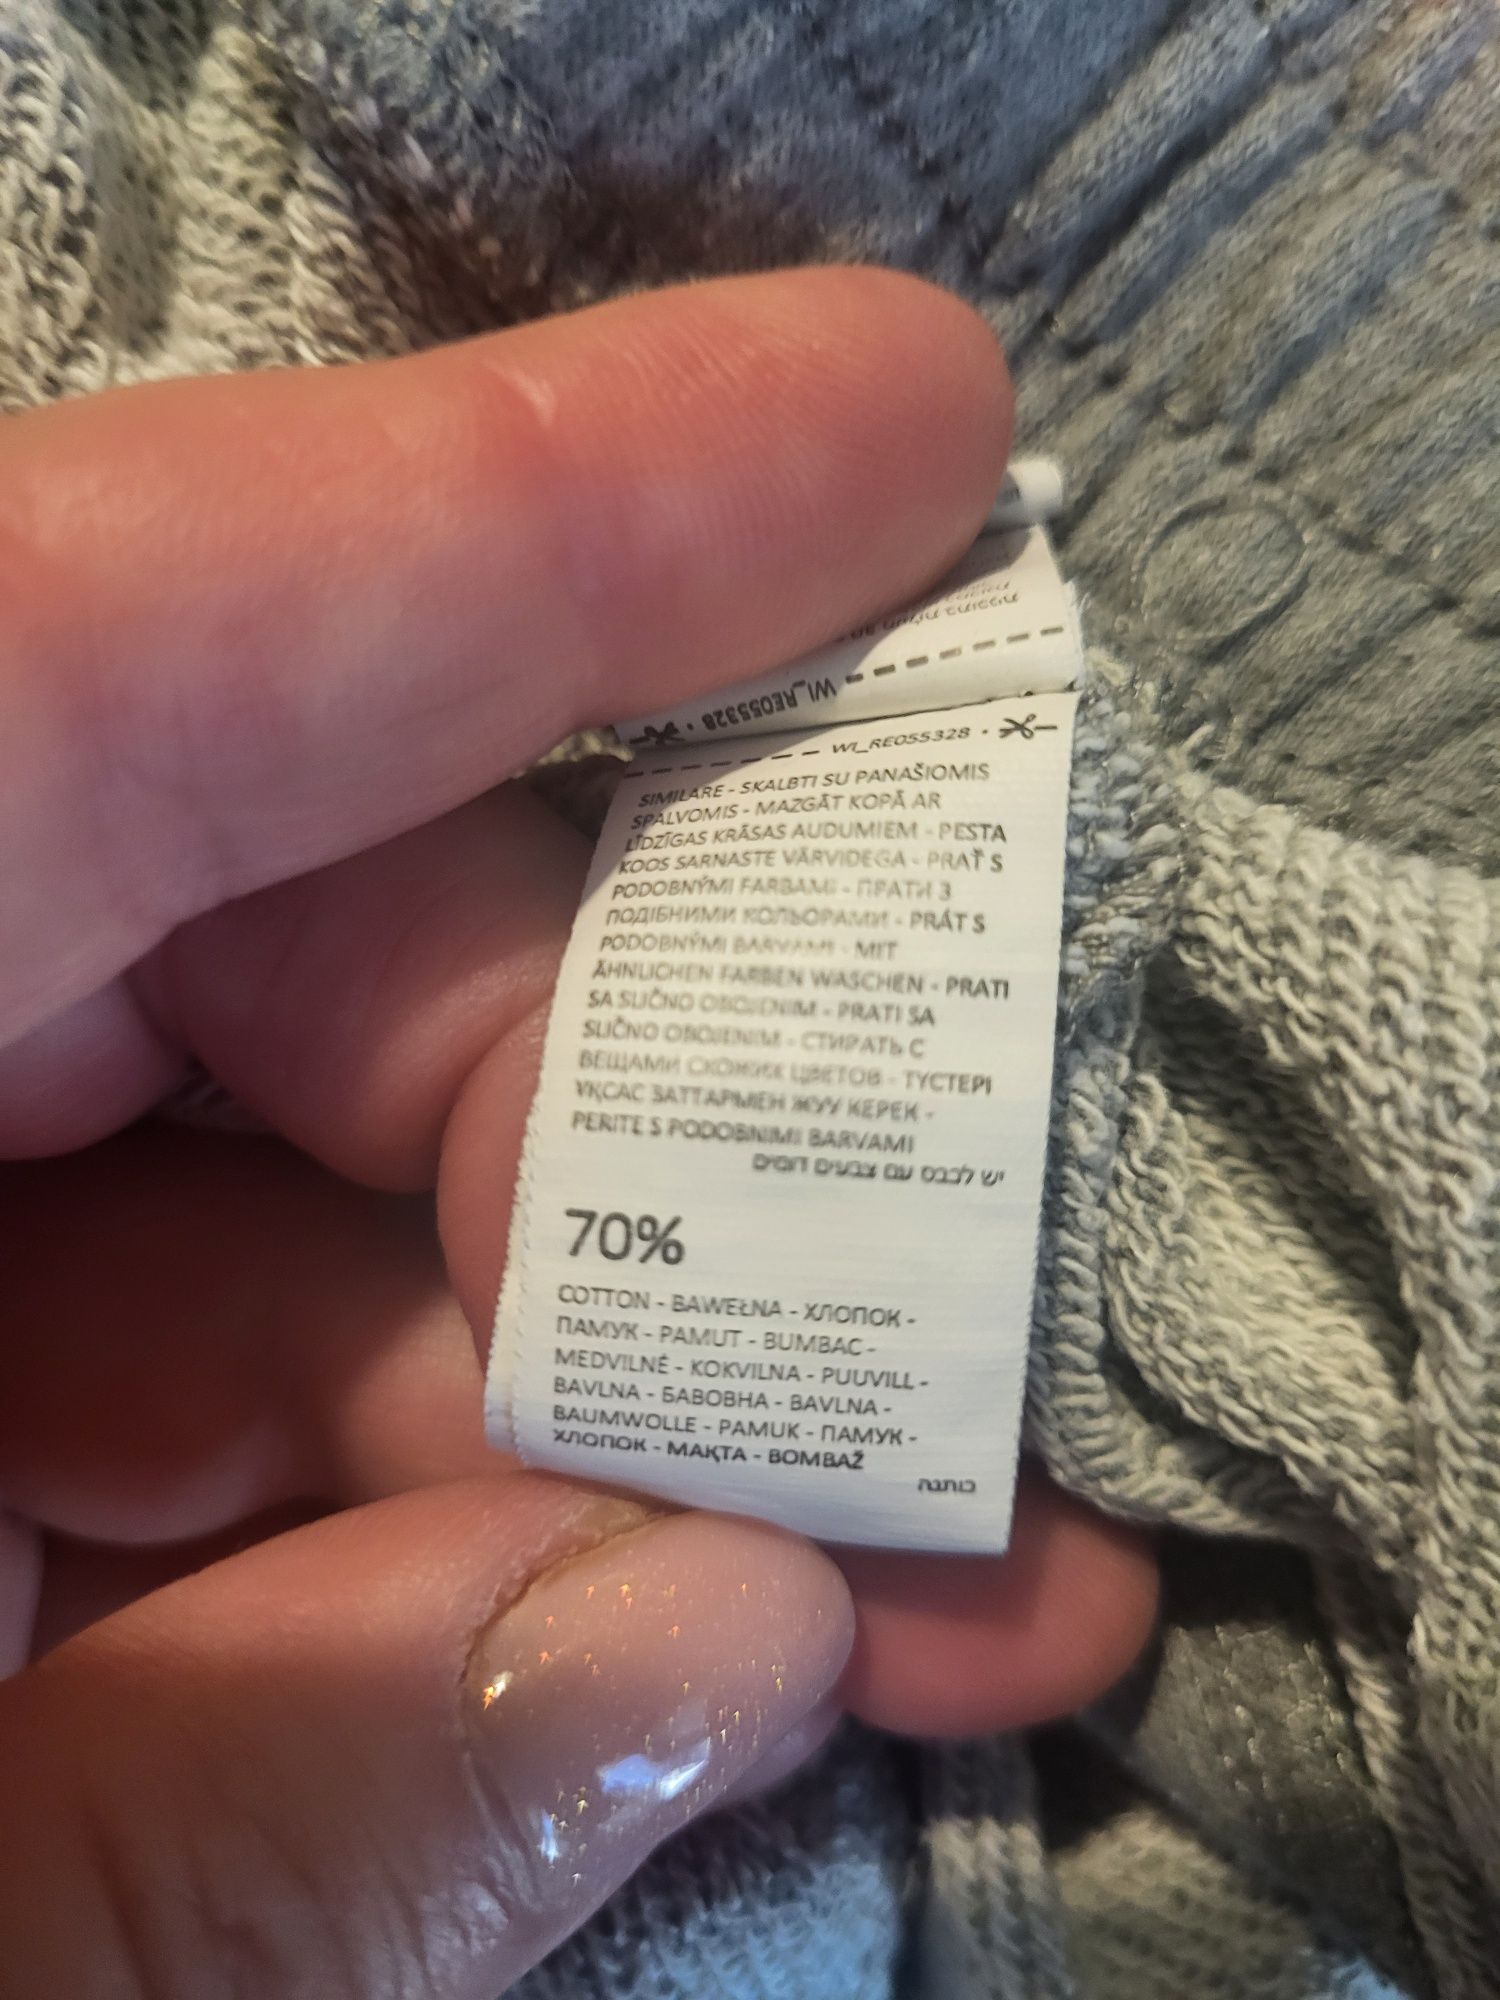 WI_RE055328 •
WI_RE055328 •
SIMILARE - SKALBTI SU PANAŠIOMIS
SPALVOMIS - MAZGĀT KOPĀ AR
LĪDZĪGAS KRĀSAS AUDUMIEM - PESTA
KOOS SARNASTE VÄRVIDEGA - PRAŤ S
PODOBNÝMI FARBAMI - ПРАТИ З
ПОДІБНИМИ КОЛЬОРАМИ - PRÁT S
PODOBNÝMI BARVAMI - MIT
ÄHNLICHEN FARBEN WASCHEN - PRATI
SA SLIČNO OBOJENIM - PRATI SA
SLIČNO OBOJENIM - СТИРАТЬ С
ВЕЩАМИ СХОЖИХ ЦВЕТОВ - ТҮСТЕРІ
ҰҚСАС ЗАТТАРМЕН ЖУУ КЕРЕК -
PERITE S PODOBNIMI BARVAMI
יש לכבס עם צבעים דומים
70%
COTTON - BAWEŁNA - ХЛОПОК -
ПАМУК - PAMUT - BUMBAC -
MEDVILNĖ - KOKVILNA - PUUVILL -
BAVLNA - БАВОВНА - BAVLNA -
BAUMWOLLE - PAMUK - ПАМУК -
ХЛОПОК - МАҚТА - BOMBAŽ
כותנה